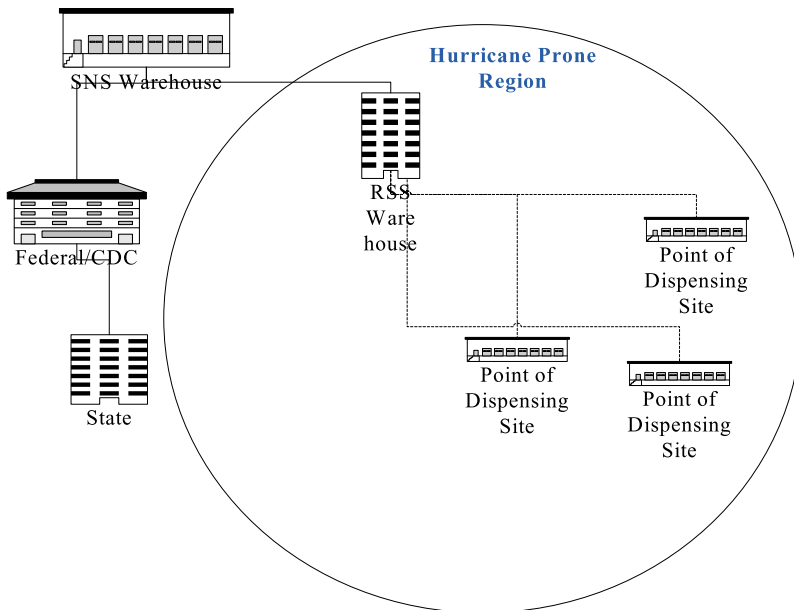 SNS Warehouse
Hurricane Prone
Region
RSS
Ware
house
Federal/CDC
State
Point of
Dispensing
Site
Point of
Dispensing
Site
Point of
Dispensing
Site